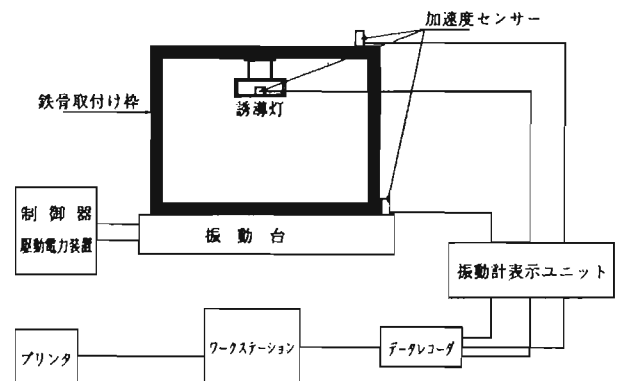 加速度センサー
鉄骨取付け枠
誘導灯
制御器
駆動電力装置
振動台
振動計表示ユニット
プリンタ
ワークステーション
データレコーダ